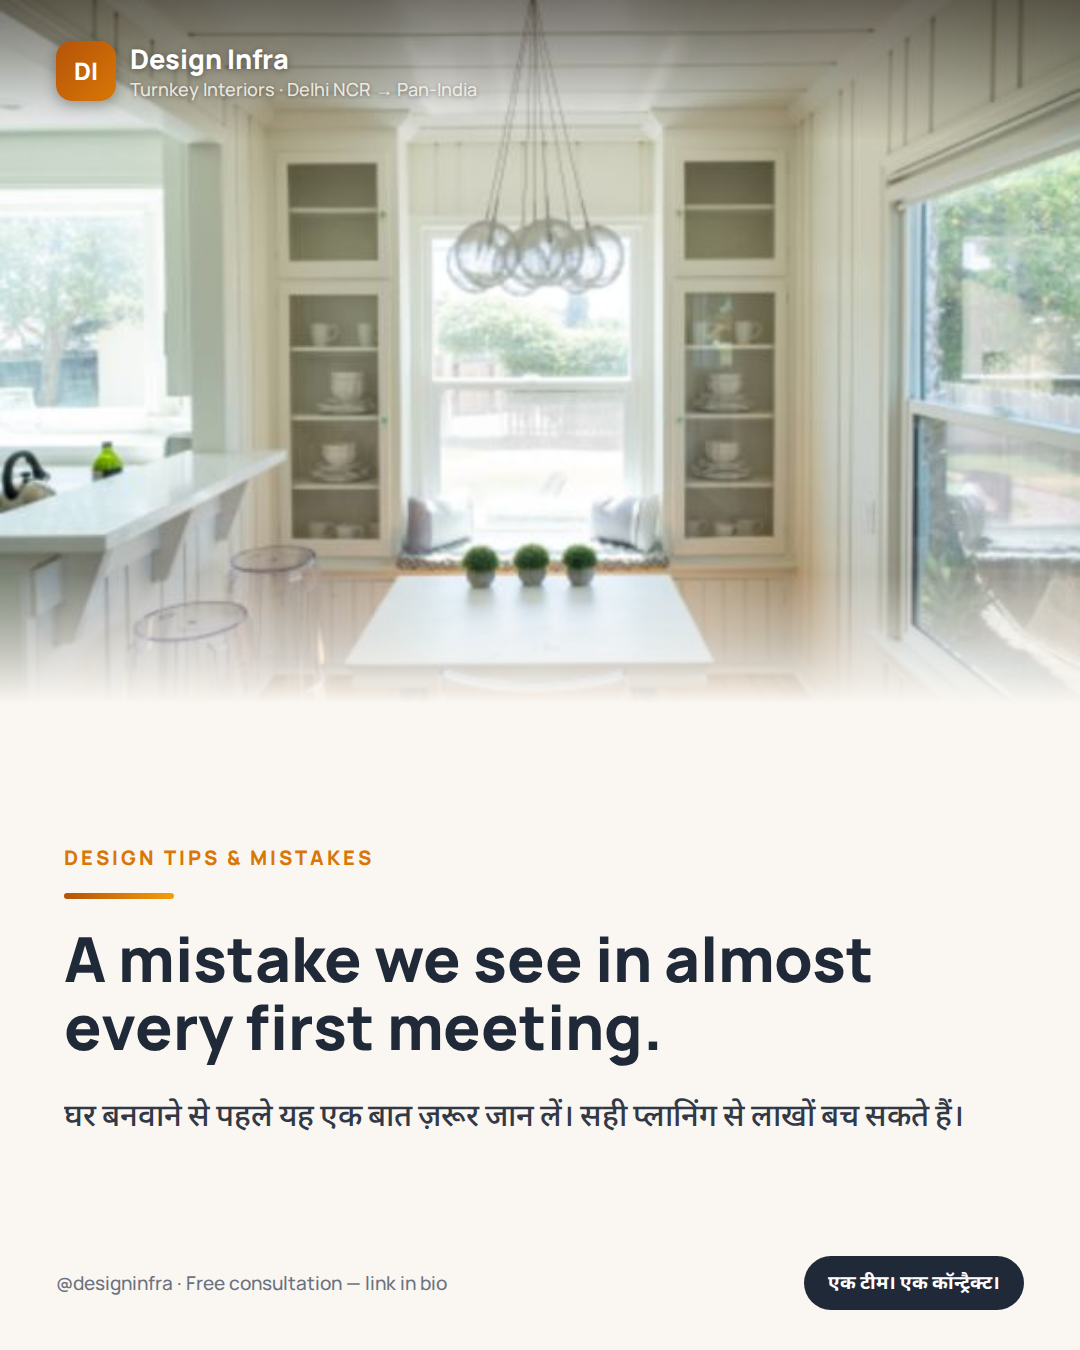 DI
Design Infra
Turnkey Interiors · Delhi NCR → Pan-India
DESIGN TIPS & MISTAKES
A mistake we see in almost
every first meeting.
घर बनवाने से पहले यह एक बात ज़रूर जान लें। सही प्लानिंग से लाखों बच सकते हैं।
@designinfra · Free consultation — link in bio
एक टीम। एक कॉन्ट्रैक्ट।